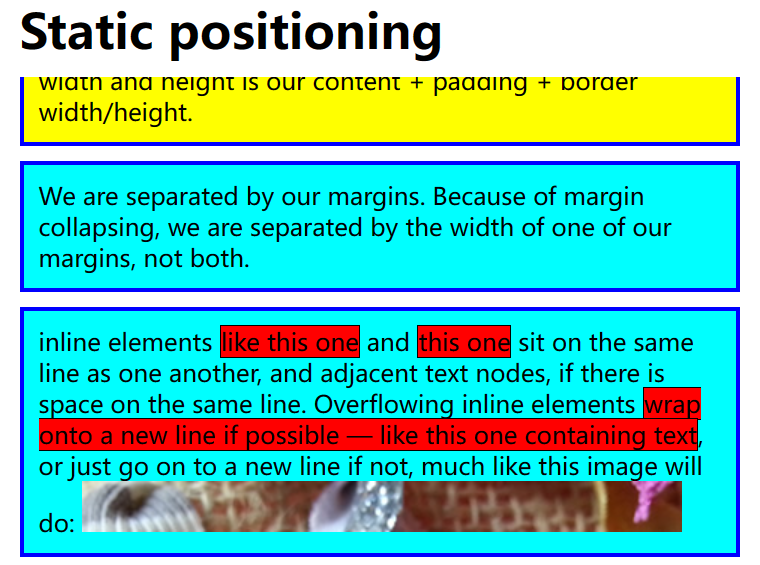 Static positioning
width and height is our content + padding + border
width/height.
We are separated by our margins. Because of margin
collapsing, we are separated by the width of one of our
margins, not both.
inline elements like this one and this one sit on the same
line as one another, and adjacent text nodes, if there is
space on the same line. Overflowing inline elements wrap
onto a new line if possible — like this one containing text,
or just go on to a new line if not, much like this image will
do: